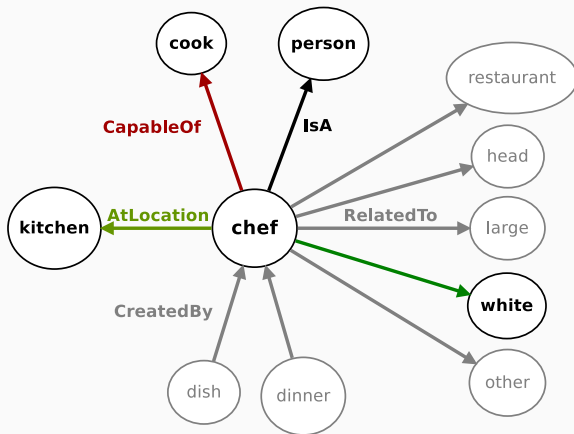 cook
person
restaurant
CapableOf
IsA
head
kitchen
AtLocation
chef
RelatedTo
large
CreatedBy
white
dish
dinner
other